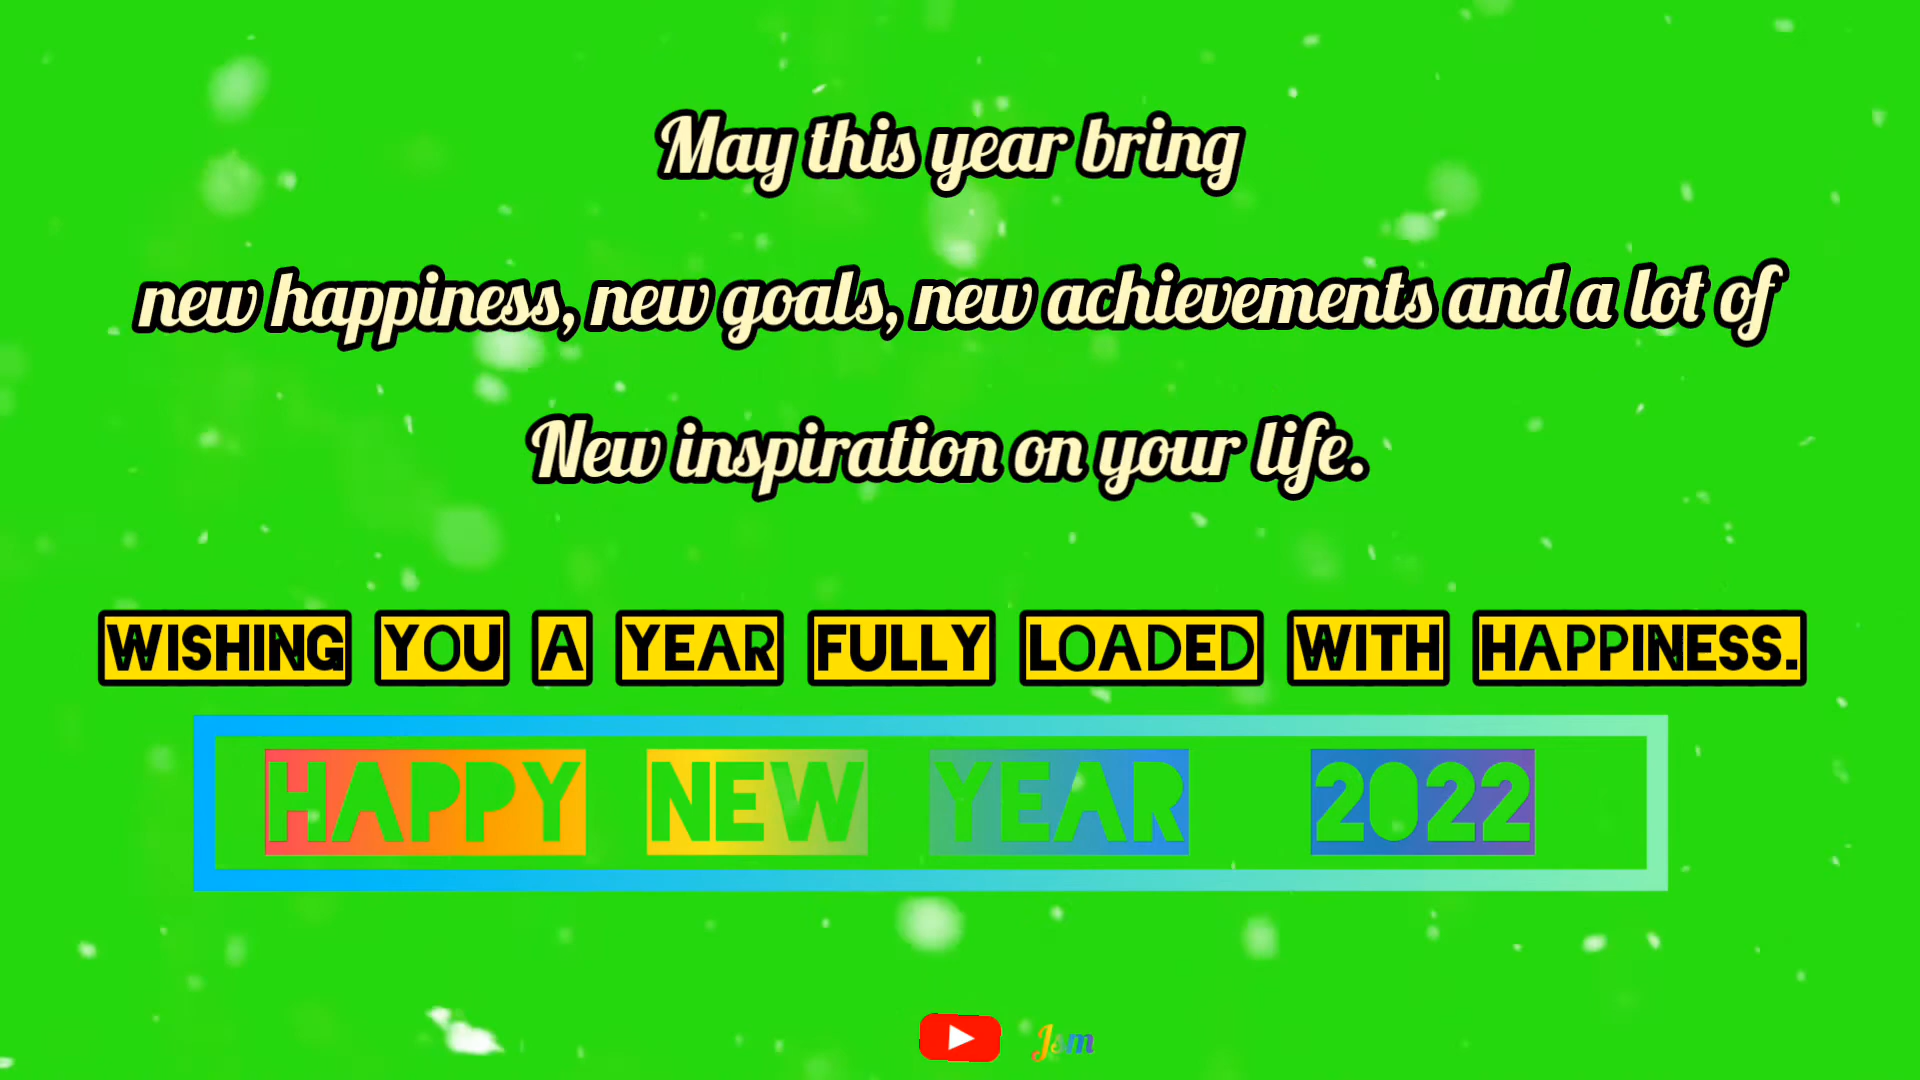 May this year bring
new happiness, new goals, new achievements and a lot of
New inspiration on your life.
WISHING YOU A YEAR FULLY LOADED WITH HAPPINESS.
HAPPY NEW YEAR 2022
Jsm